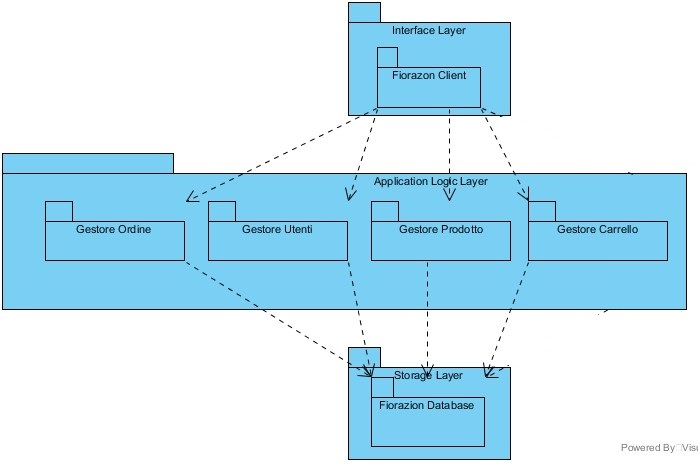 Interface Layer
Fiorazon Client
Application Logic Layer
Gestore Ordine
Gestore Utenti
Gestore Prodotto
Gestore Carrello
Storage Layer
Fiorazion Database
Powered By